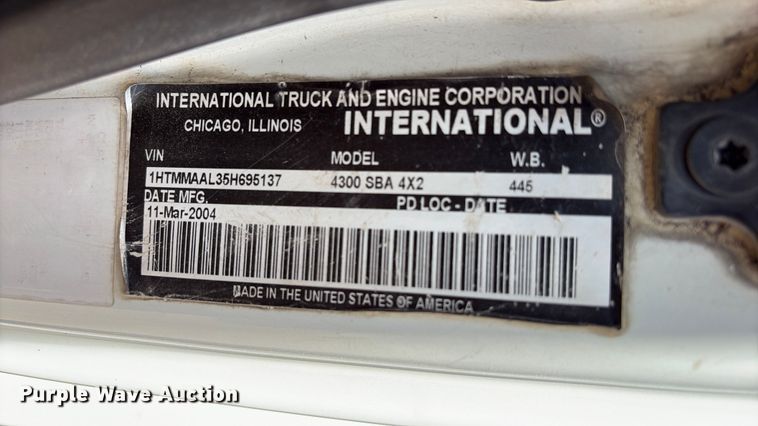 INTERNATIONAL TRUCK AND ENGINE CORPORATION
CHICAGO, ILLINOIS INTERNATIONAL®
VIN MODEL W.B.
1HTMMAAL35H695137 4300 SBA 4X2 445
DATE MFG. PD LOC - DATE
11-Mar-2004
MADE IN THE UNITED STATES OF AMERICA
Purple Wave Auction